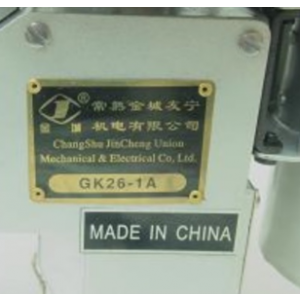 常熟金城友宁
机电有限公司
ChangShu JinCheng Union
Mechanical & Electrical Co, Ltd.
GK26-1A
MADE IN CHINA